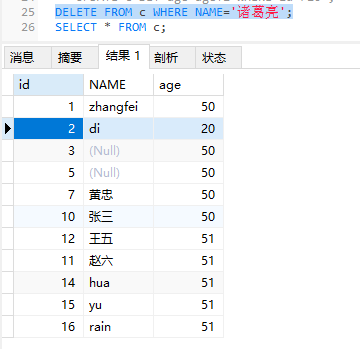 25 DELETE FROM c WHERE NAME='诸葛亮';
26 SELECT * FROM c;
消息 摘要 结果 1 剖析 状态
id NAME age
1 zhangfei 50
2 di 20
3 (Null) 50
5 (Null) 50
7 黄忠 50
10 张三 50
12 王五 51
11 赵六 51
14 hua 51
15 yu 51
16 rain 51